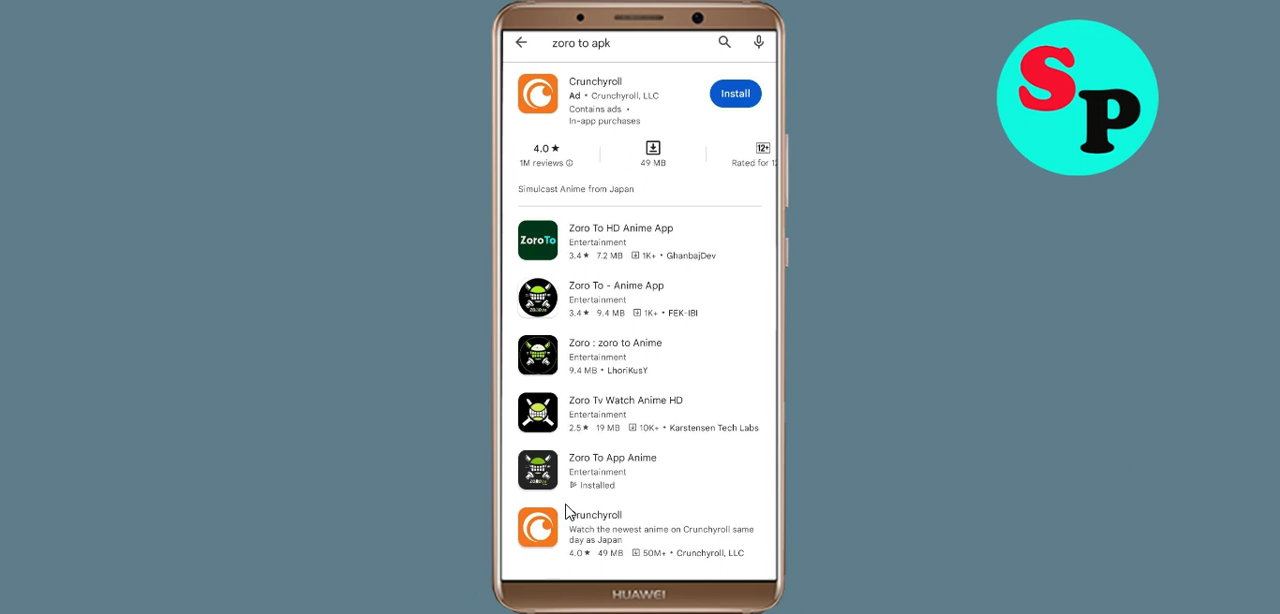 zoro to apk
SP
Crunchyroll
Ad • Crunchyroll, LLC
Install
Contains ads •
In-app purchases
4.0 ★
12+
1M reviews
49 MB
Rated for 1
Simulcast Anime from Japan
Zoro To HD Anime App
ZoroTo
Entertainment
3.4 ★ 7.2 MB 1K+ • GhanbajDev
Zoro To - Anime App
Entertainment
3.4 ★ 9.4 MB 1K+ • FEK-IBI
Zoro : zoro to Anime
Entertainment
9.4 MB • LhoriKusY
Zoro Tv Watch Anime HD
Entertainment
2.5 ★ 19 MB 10K+ • Karstensen Tech Labs
Zoro To App Anime
Entertainment
Installed
Crunchyroll
Watch the newest anime on Crunchyroll same
day as Japan
4.0 ★ 49 MB 50M+ • Crunchyroll, LLC
HUAWEI